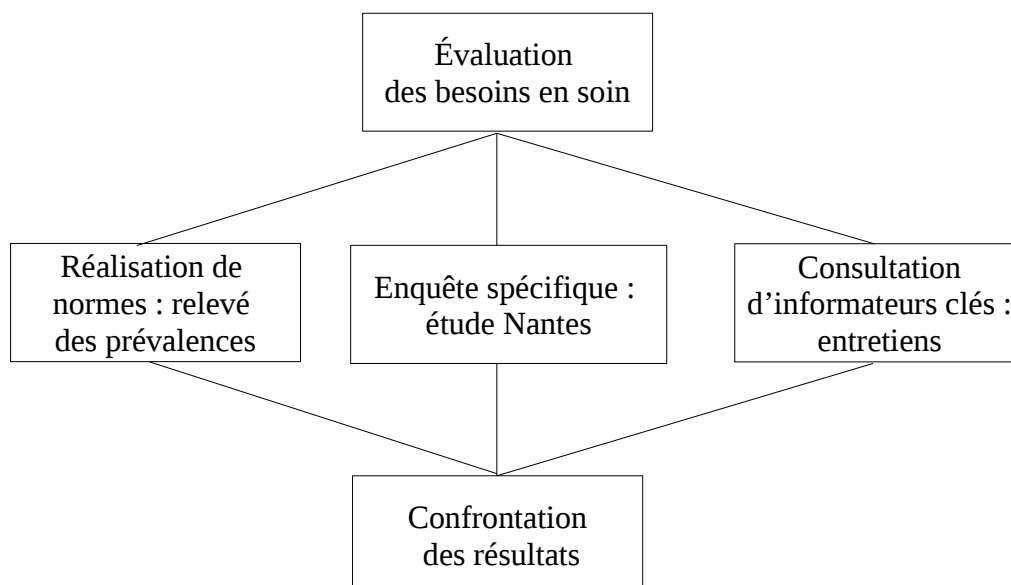 Évaluation
des besoins en soin
Réalisation de
normes : relevé
des prévalences
Enquête spécifique :
étude Nantes
Consultation
d’informateurs clés :
entretiens
Confrontation
des résultats